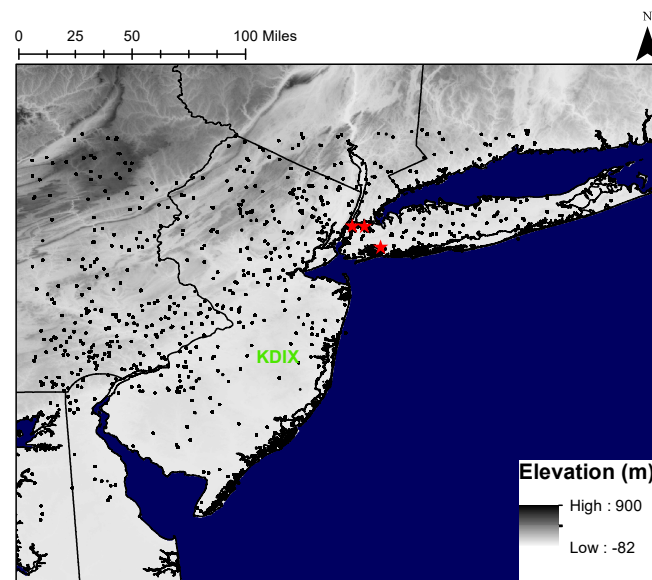 N
0 25 50 100 Miles
KDIX
Elevation (m)
High : 900
Low : -82